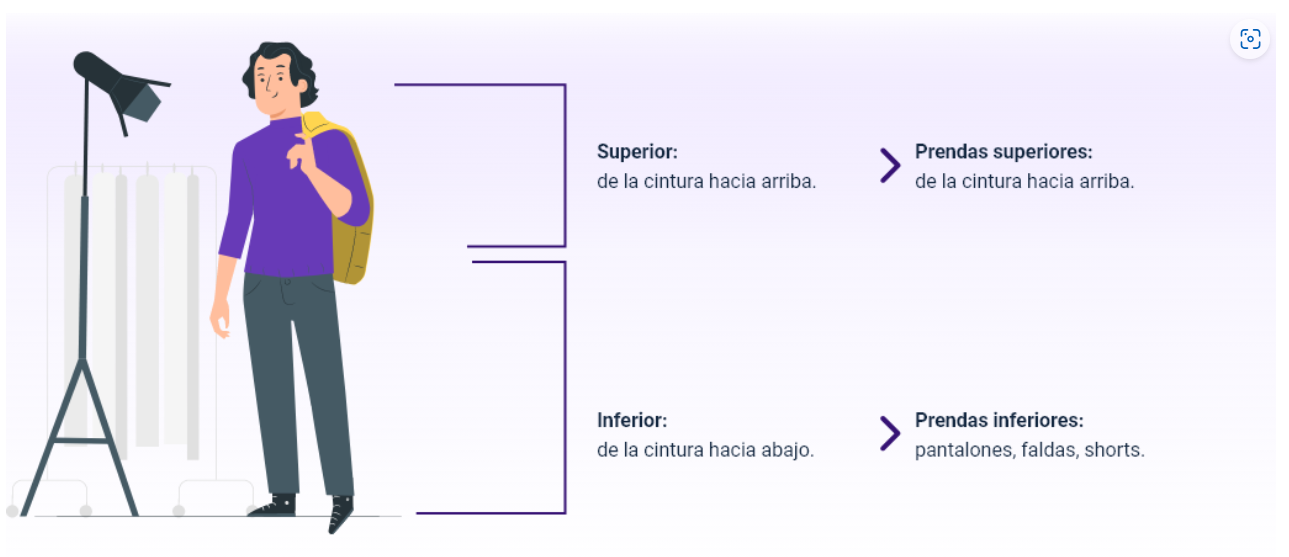 Superior:
de la cintura hacia arriba.
Prendas superiores:
de la cintura hacia arriba.
Inferior:
de la cintura hacia abajo.
Prendas inferiores:
pantalones, faldas, shorts.